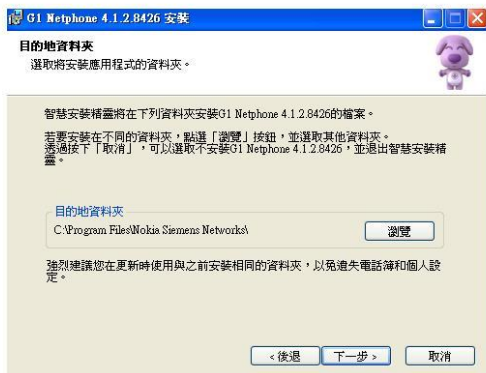 G1 Netphone 4.1.2.8426 安裝
目的地資料夾
選取將安裝應用程式的資料夾。
智慧安裝精靈將在下列資料夾安裝G1 Netphone 4.1.2.8426的檔案。
若要安裝在不同的資料夾，點選「瀏覽」按鈕，並選取其他資料夾。
透過按下「取消」，可以選取不安裝G1 Netphone 4.1.2.8426，並退出智慧安裝精
靈。
目的地資料夾
C:\Program Files\Nokia Siemens Networks\
瀏覽
強烈建議您在更新時使用與之前安裝相同的資料夾，以免遺失電話簿和個人設
定。
<後退
下一步>
取消